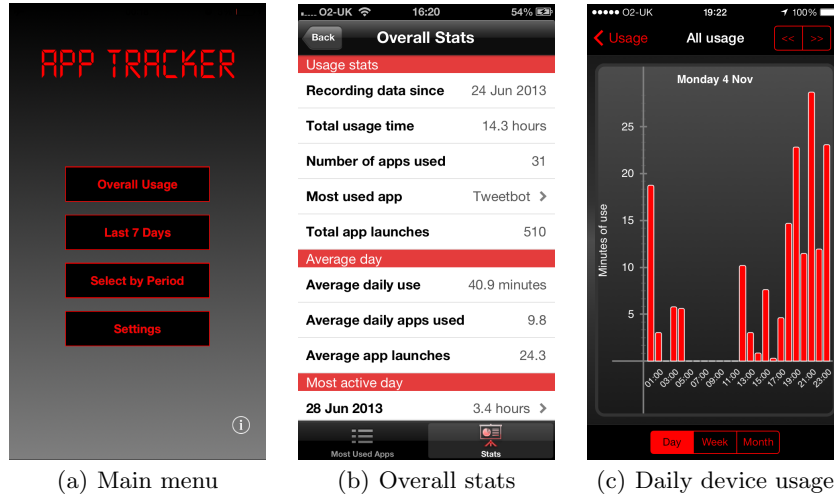 APP TRACKER
Overall Usage
Last 7 Days
Select by Period
Settings
i
(a) Main menu
..... O2-UK 16:20 54%
Back Overall Stats
Usage stats
Recording data since 24 Jun 2013
Total usage time 14.3 hours
Number of apps used 31
Most used app Tweetbot >
Total app launches 510
Average day
Average daily use 40.9 minutes
Average daily apps used 9.8
Average app launches 24.3
Most active day
28 Jun 2013 3.4 hours >
Most Used Apps Stats
(b) Overall stats
●●●●● O2-UK 19:22 100%
< Usage All usage << >>
Monday 4 Nov
Minutes of use
25
20
15
10
5
01:00 03:00 05:00 07:00 09:00 11:00 13:00 15:00 17:00 19:00 21:00 23:00
Day Week Month
(c) Daily device usage